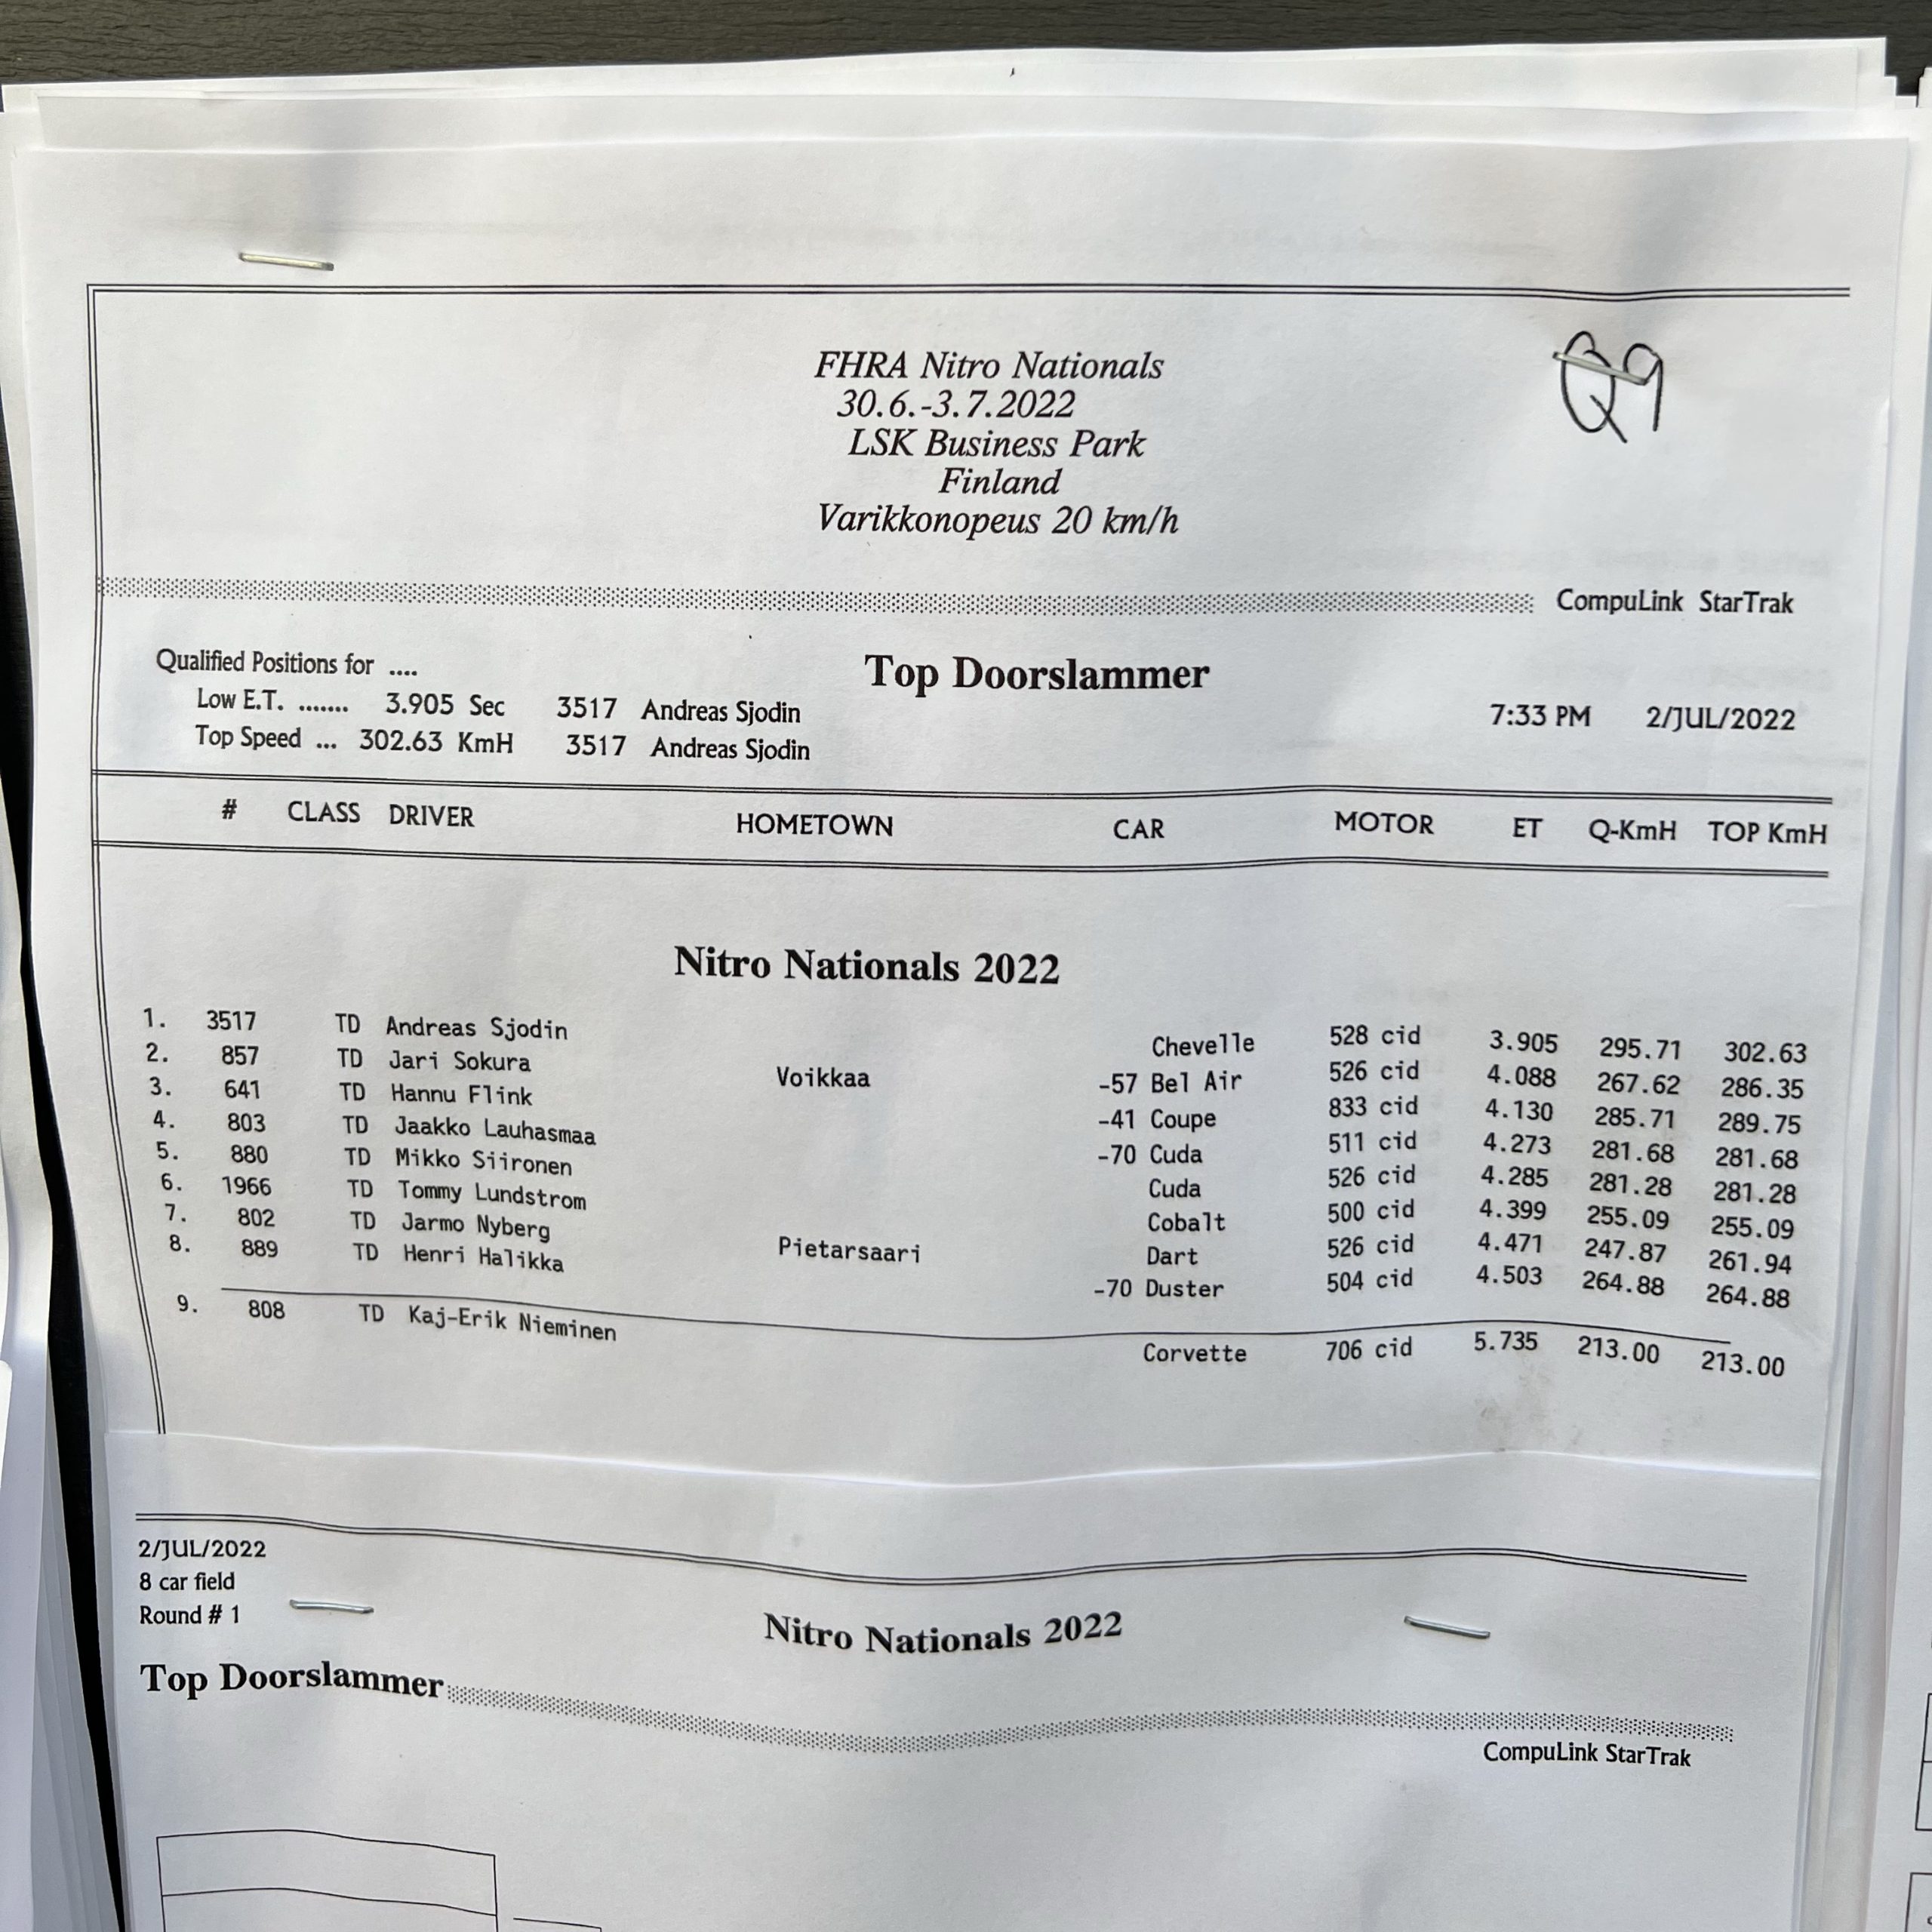 FHRA Nitro Nationals
30.6.-3.7.2022
LSK Business Park
Finland
Varikkonopeus 20 km/h
Q9
CompuLink StarTrak
Qualified Positions for ....
Top Doorslammer
Low E.T. ....... 3.905 Sec 3517 Andreas Sjodin
7:33 PM 2/JUL/2022
Top Speed ... 302.63 KmH 3517 Andreas Sjodin
# CLASS DRIVER HOMETOWN CAR MOTOR ET Q-KmH TOP KmH
Nitro Nationals 2022
1. 3517 TD Andreas Sjodin Chevelle 528 cid 3.905 295.71 302.63
2. 857 TD Jari Sokura Voikkaa -57 Bel Air 526 cid 4.088 267.62 286.35
3. 641 TD Hannu Flink -41 Coupe 833 cid 4.130 285.71 289.75
4. 803 TD Jaakko Lauhasmaa -70 Cuda 511 cid 4.273 281.68 281.68
5. 880 TD Mikko Siironen Cuda 526 cid 4.285 281.28 281.28
6. 1966 TD Tommy Lundstrom Cobalt 500 cid 4.399 255.09 255.09
7. 802 TD Jarmo Nyberg Pietarsaari Dart 526 cid 4.471 247.87 261.94
8. 889 TD Henri Halikka -70 Duster 504 cid 4.503 264.88 264.88
9. 808 TD Kaj-Erik Nieminen Corvette 706 cid 5.735 213.00 213.00
2/JUL/2022
8 car field
Round # 1
Nitro Nationals 2022
Top Doorslammer
CompuLink StarTrak